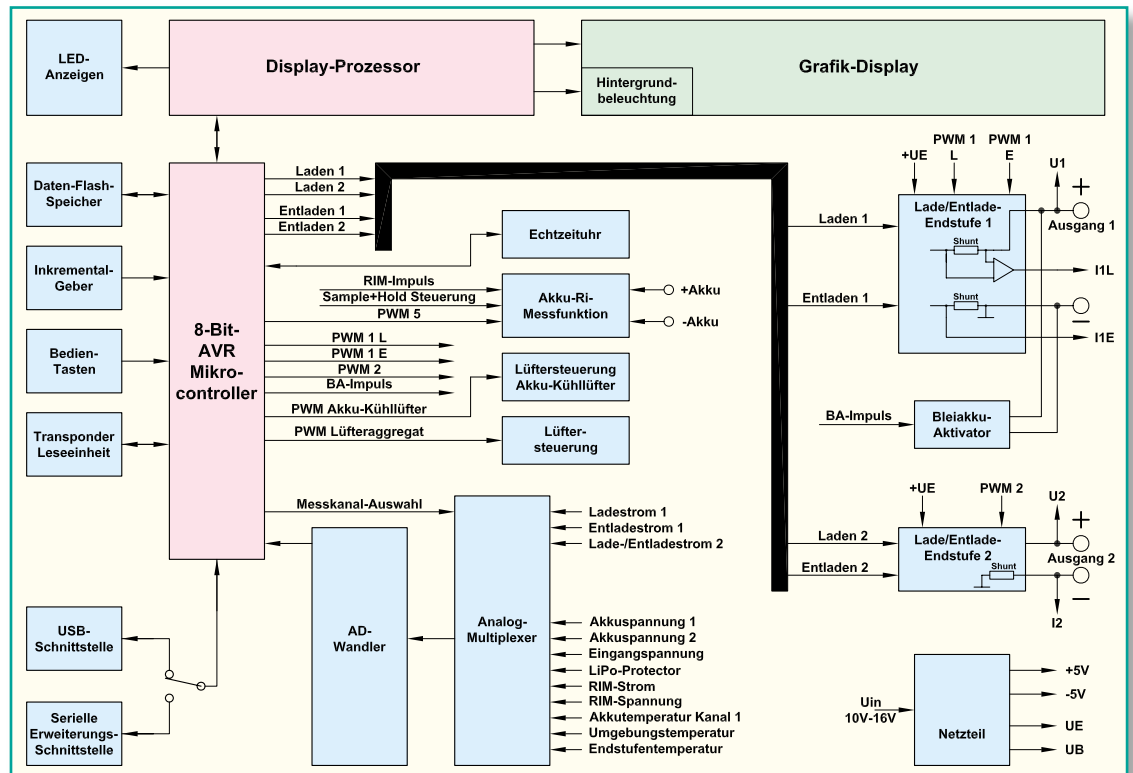 LED-
Anzeigen
Display-Prozessor
Grafik-Display
Hintergrund-
beleuchtung
Daten-Flash-
Speicher
Inkremental-
Geber
Bedien-
Tasten
Transponder
Leseeinheit
8-Bit-
AVR
Mikro-
controller
Laden 1
Laden 2
Entladen 1
Entladen 2
Echtzeituhr
RIM-Impuls
Sample+Hold Steuerung
PWM 5
Akku-Ri-
Messfunktion
+Akku
-Akku
PWM 1 L
PWM 1 E
PWM 2
BA-Impuls
Lüftersteuerung
Akku-Kühllüfter
PWM Akku-Kühllüfter
PWM Lüfteraggregat
Lüfter-
steuerung
Messkanal-Auswahl
AD-
Wandler
Analog-
Multiplexer
Ladestrom 1
Entladestrom 1
Lade-/Entladestrom 2
Akkuspannung 1
Akkuspannung 2
Eingangspannung
LiPo-Protector
RIM-Strom
RIM-Spannung
Akkutemperatur Kanal 1
Umgebungstemperatur
Endstufentemperatur
USB-
Schnittstelle
Serielle
Erweiterungs-
Schnittstelle
+UE
PWM 1
L
PWM 1
E
U1
+
Laden 1
Lade/Entlade-
Endstufe 1
Ausgang 1
Shunt
I1L
Entladen 1
Shunt
–
I1E
BA-Impuls
Bleiakku-
Aktivator
+UE
PWM 2
U2
+
Laden 2
Lade/Entlade-
Endstufe 2
Ausgang 2
Entladen 2
Shunt
–
I2
Uin
10V-16V
Netzteil
+5V
-5V
UE
UB